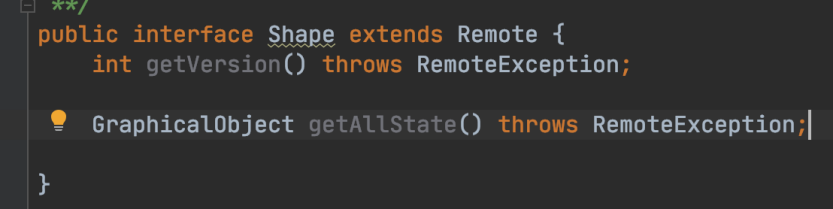 **/
public interface Shape extends Remote {
int getVersion() throws RemoteException;
GraphicalObject getAllState() throws RemoteException;
}